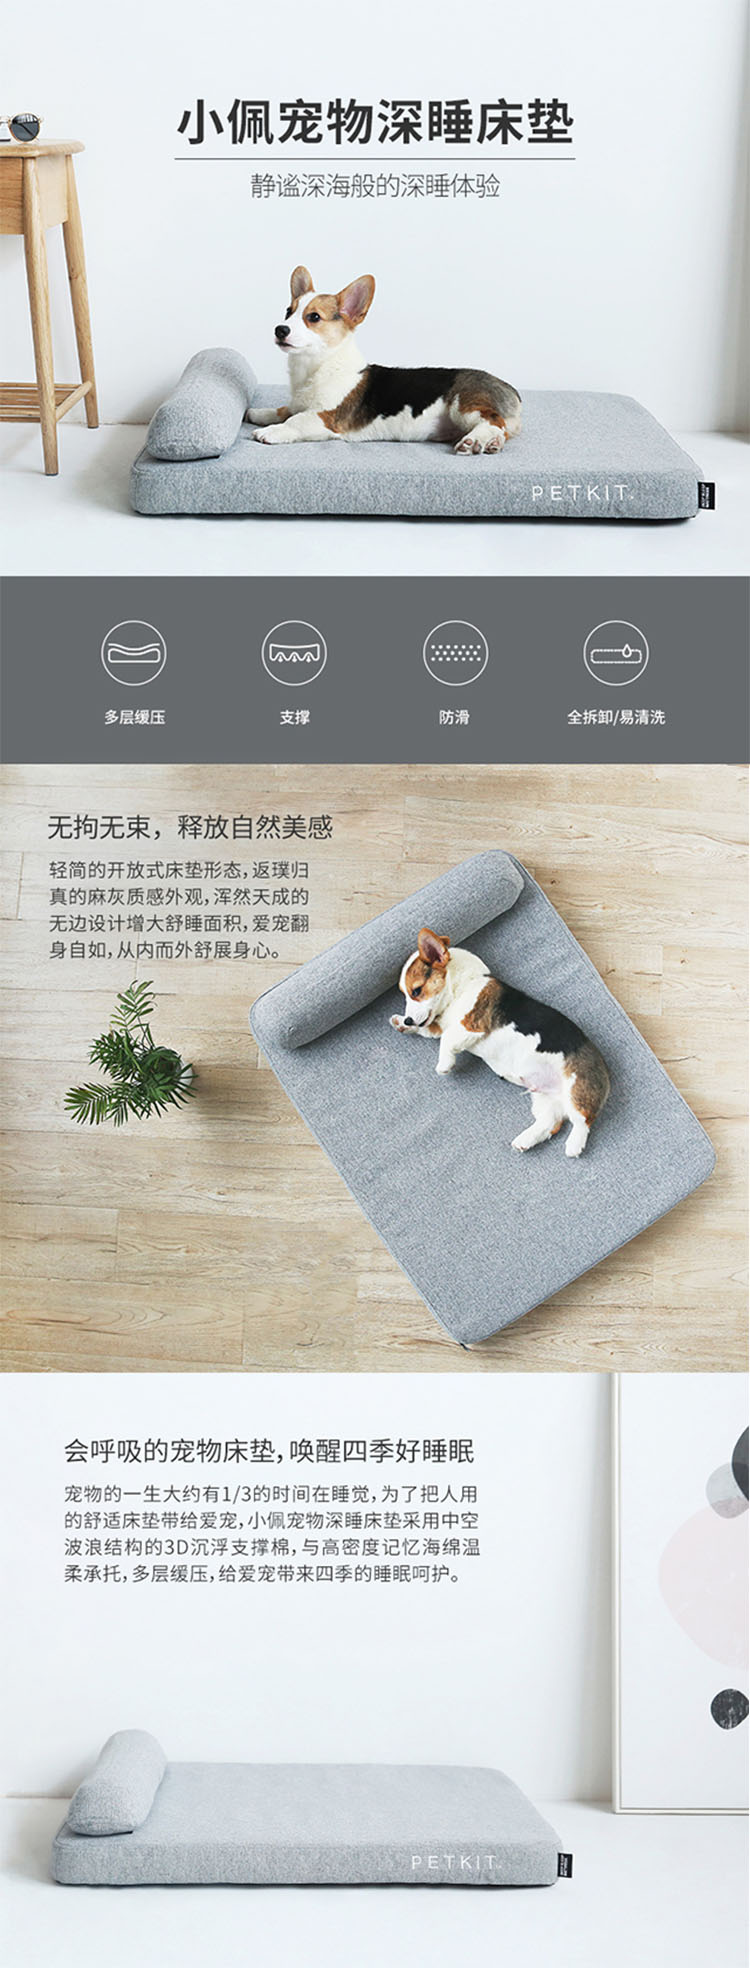 小佩宠物深睡床垫
静谧深海般的深睡体验
PETKIT
多层缓压
支撑
防滑
全拆卸/易清洗
无拘无束，释放自然美感
轻简的开放式床垫形态，返璞归
真的麻灰质感外观，浑然天成的
无边设计增大舒睡面积，爱宠翻
身自如，从内而外舒展身心。
会呼吸的宠物床垫，唤醒四季好睡眠
宠物的一生大约有1/3的时间在睡觉，为了把人用
的舒适床垫带给爱宠，小佩宠物深睡床垫采用中空
波浪结构的3D沉浮支撑棉，与高密度记忆海绵温
柔承托，多层缓压，给爱宠带来四季的睡眠呵护。
PETKIT